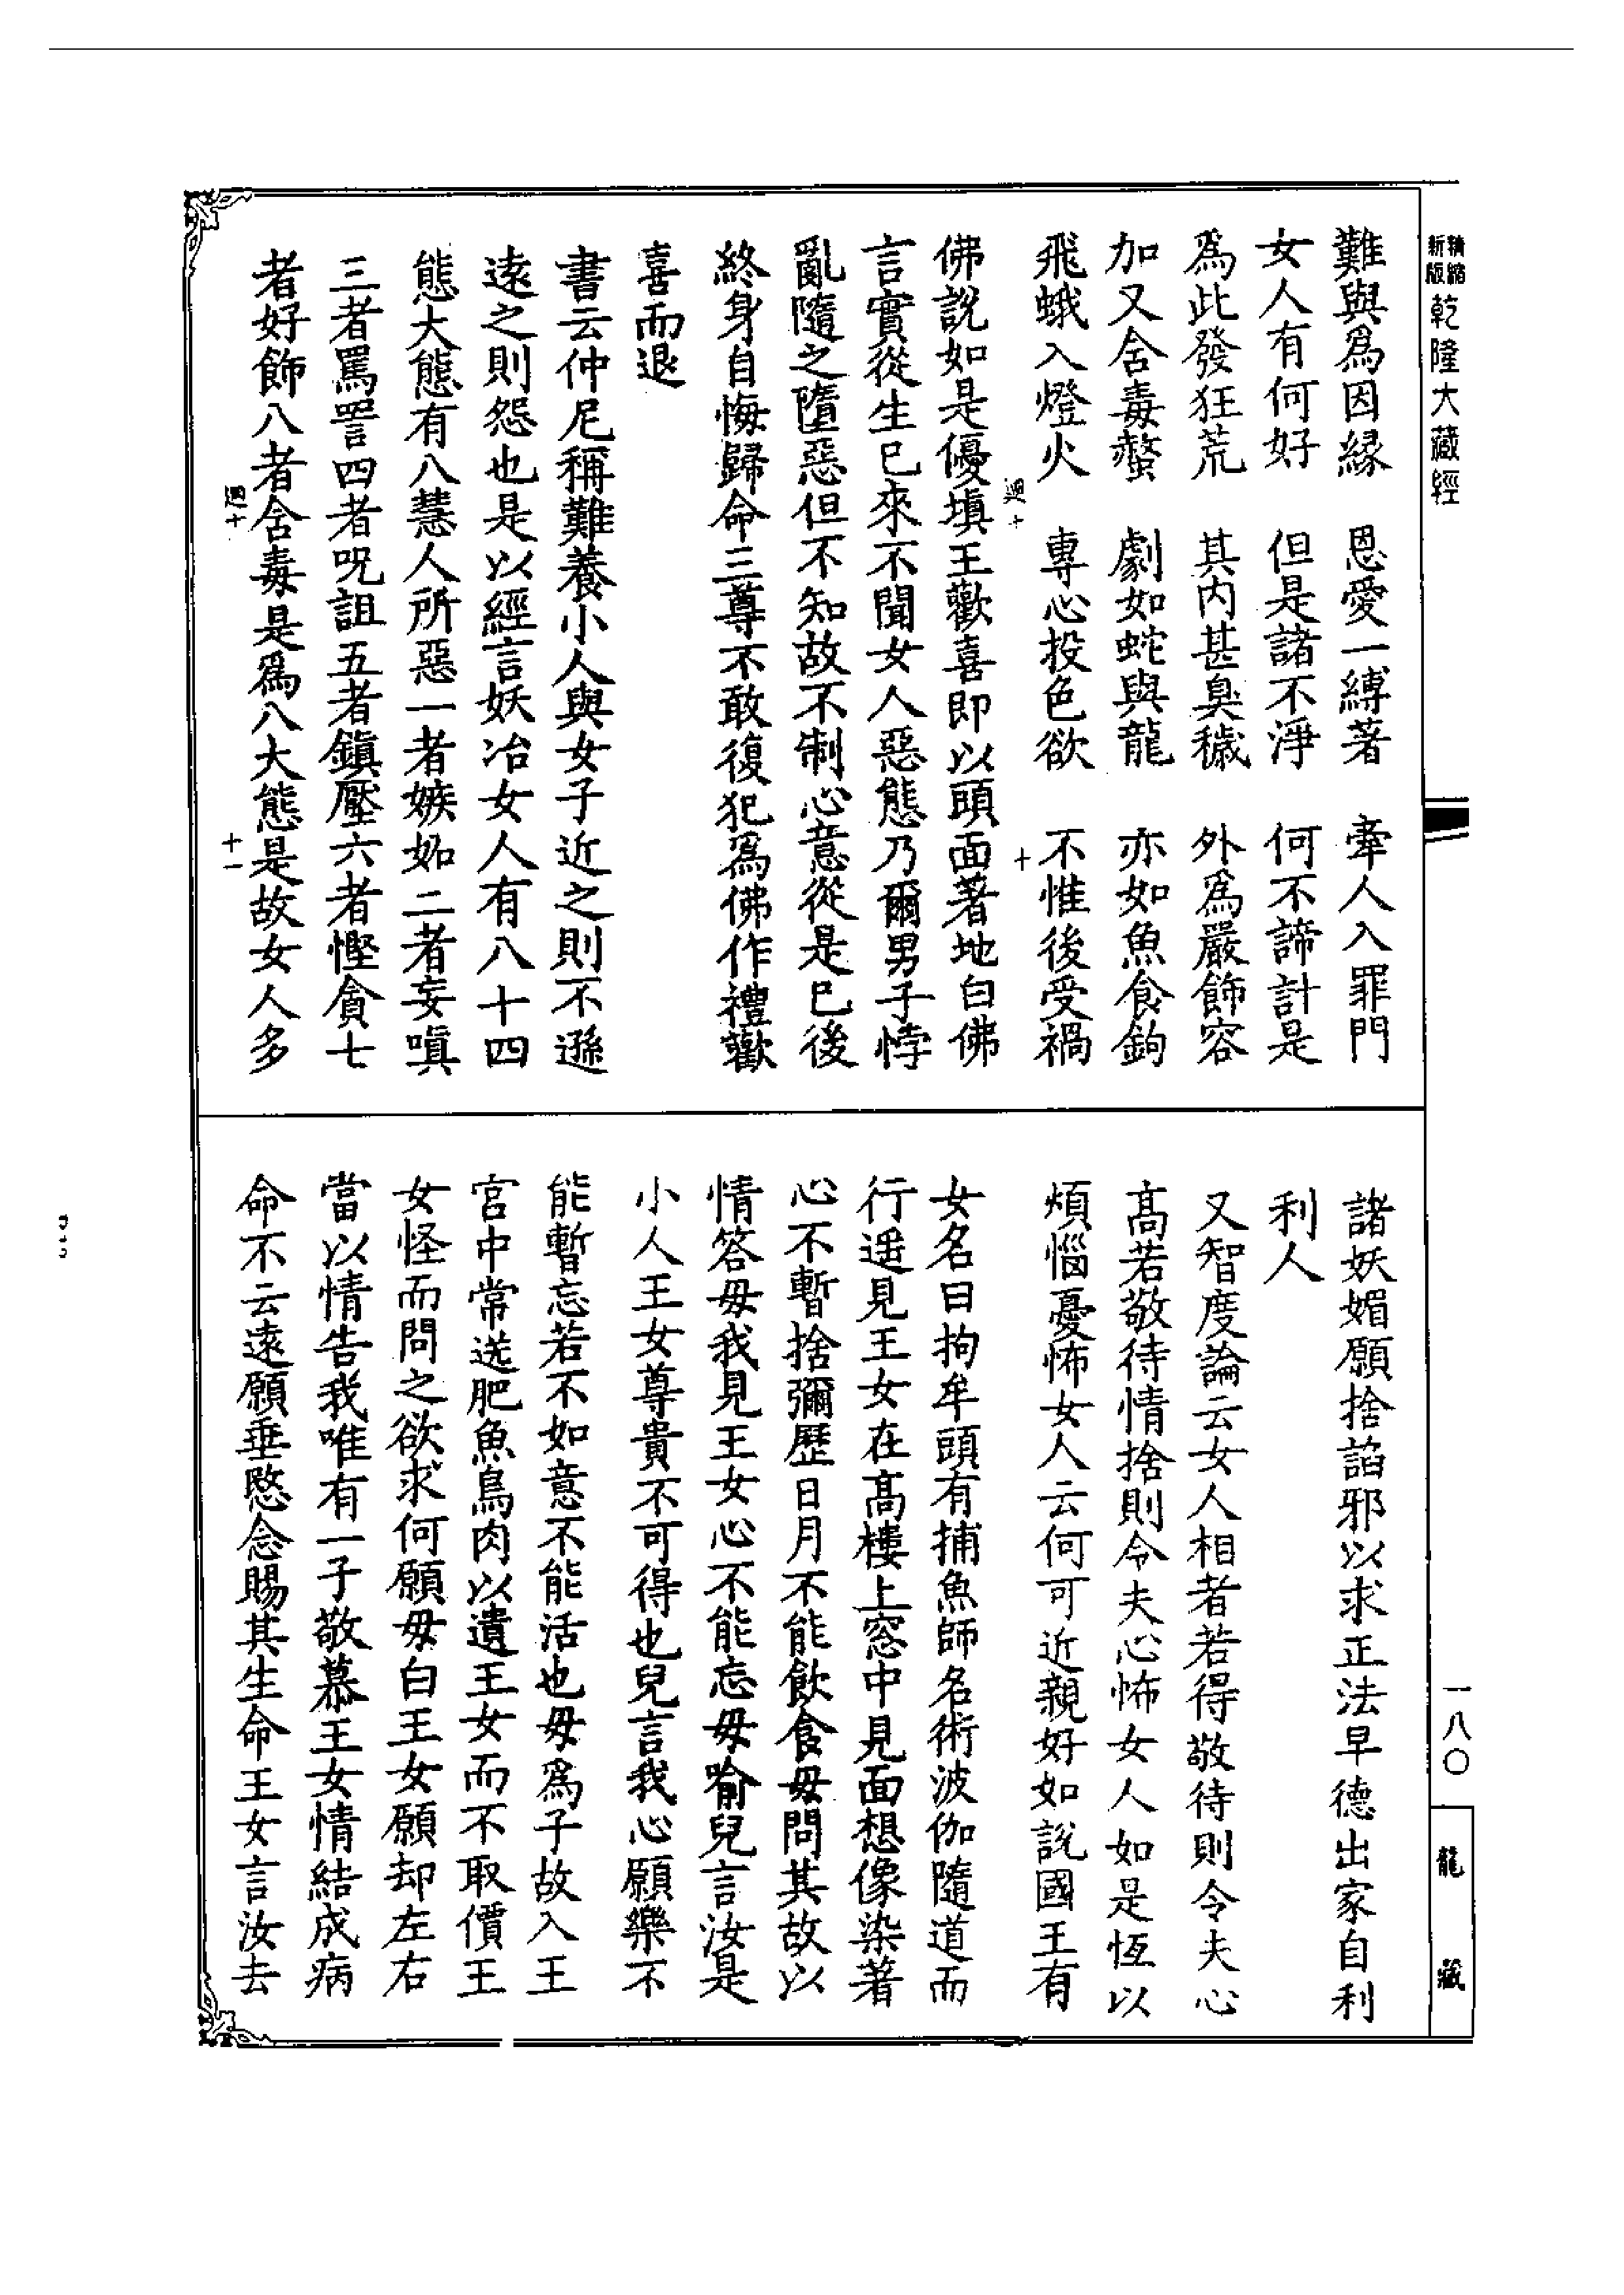 精縮
新版
乾隆大藏經
難與爲因緣　恩愛一縛著　牽人入罪門
女人有何好　但是諸不淨　何不諦計是
爲此發狂荒　其内甚臭穢　外爲嚴飾容
加又含毒螫　劇如蛇與龍　亦如魚食鉤
飛蛾入燈火　専心投色欲　不惟後受禍
週十
十
佛說如是優填王歡喜即以頭面著地白佛
言實從生已來不聞女人惡態乃爾男子悖
亂隨之墮惡但不知故不制心意從是已後
終身自悔歸命三尊不敢復犯爲佛作禮歡
喜而退
書云仲尼稱難養小人與女子近之則不遜
遠之則怨也是以經言妖冶女人有八十四
態大態有八慧人所惡一者嫉妬二者妄嗔
三者罵詈四者呪詛五者鎮壓六者慳貪七
者好飾八者含毒是爲八大態是故女人多
週十
十一
諸妖媚願捨諂邪以求正法早德出家自利
利人
又智度論云女人相者若得敬待則令夫心
高若敬待情捨則令夫心怖女人如是恆以
煩惱憂怖女人云何可近親好如說國王有
女名曰拘牟頭有捕魚師名術波伽隨道而
行遥見王女在高樓上窓中見面想像染著
心不暫捨彌歷日月不能飲食毋問其故以
情答毋我見王女心不能忘毋喻兒言汝是
小人王女尊貴不可得也兒言我心願樂不
能暫忘若不如意不能活也毋爲子故入王
宮中常送肥魚鳥肉以遺王女而不取價王
女怪而問之欲求何願毋白王女願却左右
當以情告我唯有一子敬慕王女情結成病
命不云遠願垂愍念賜其生命王女言汝去
一八〇
龍藏